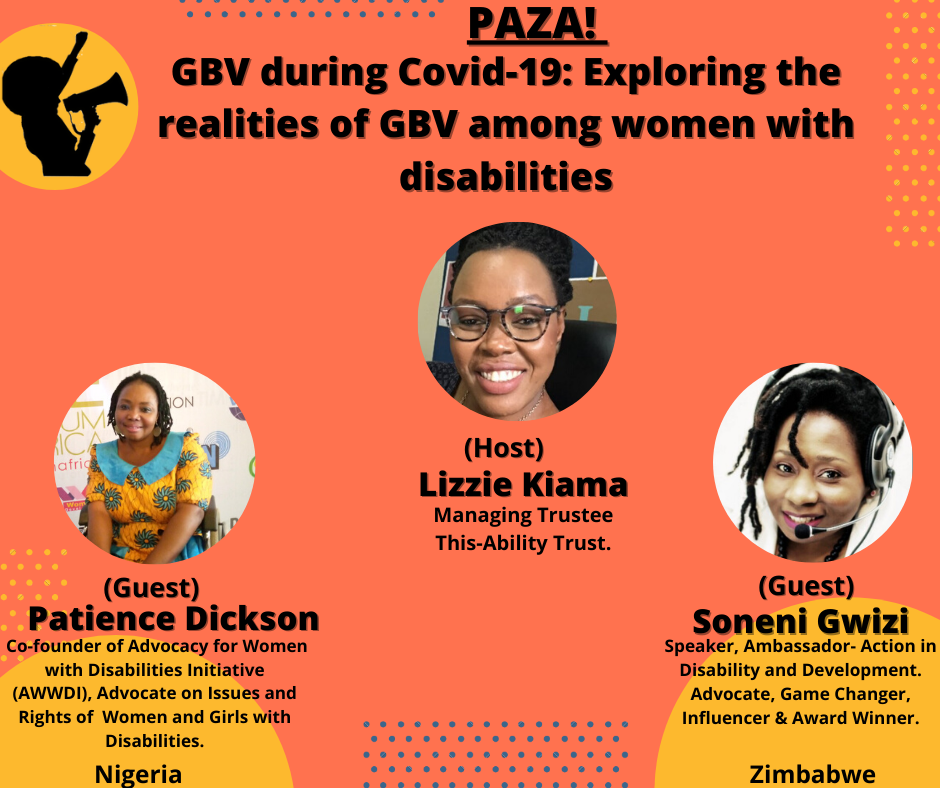 PAZA!
GBV during Covid-19: Exploring the
realities of GBV among women with
disabilities
(Host)
Lizzie Kiama
Managing Trustee
This-Ability Trust.
(Guest)
Patience Dickson
Co-founder of Advocacy for Women
with Disabilities Initiative
(AWWDI), Advocate on Issues and
Rights of Women and Girls with
Disabilities.
Nigeria
(Guest)
Soneni Gwizi
Speaker, Ambassador- Action in
Disability and Development.
Advocate, Game Changer,
Influencer & Award Winner.
Zimbabwe